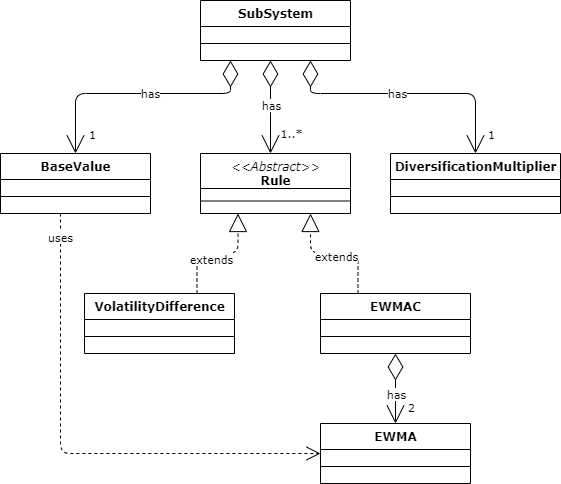 SubSystem
has
has
has
1
1..*
1
BaseValue
<<Abstract>>
Rule
DiversificationMultiplier
uses
extends
extends
VolatilityDifference
EWMAC
has
2
EWMA